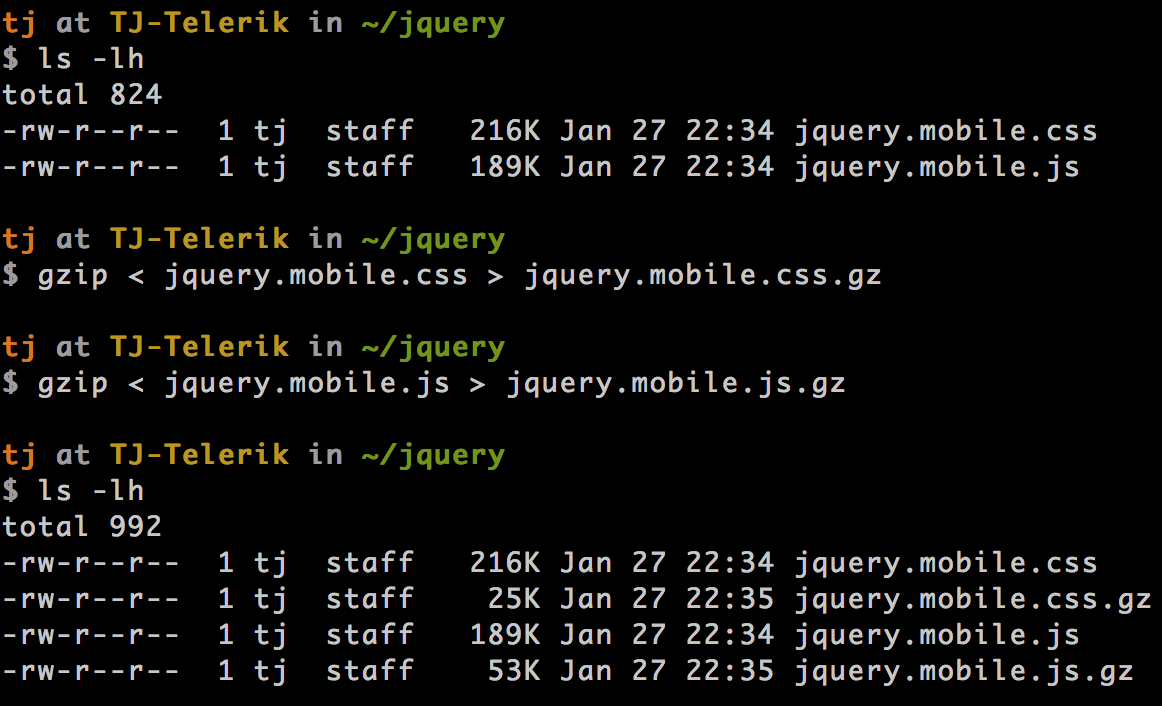 tj at TJ-Telerik in ~/jquery
$ ls -lh
total 824
-rw-r--r--  1 tj  staff   216K Jan 27 22:34 jquery.mobile.css
-rw-r--r--  1 tj  staff   189K Jan 27 22:34 jquery.mobile.js

tj at TJ-Telerik in ~/jquery
$ gzip < jquery.mobile.css > jquery.mobile.css.gz

tj at TJ-Telerik in ~/jquery
$ gzip < jquery.mobile.js > jquery.mobile.js.gz

tj at TJ-Telerik in ~/jquery
$ ls -lh
total 992
-rw-r--r--  1 tj  staff   216K Jan 27 22:34 jquery.mobile.css
-rw-r--r--  1 tj  staff    25K Jan 27 22:35 jquery.mobile.css.gz
-rw-r--r--  1 tj  staff   189K Jan 27 22:34 jquery.mobile.js
-rw-r--r--  1 tj  staff    53K Jan 27 22:35 jquery.mobile.js.gz